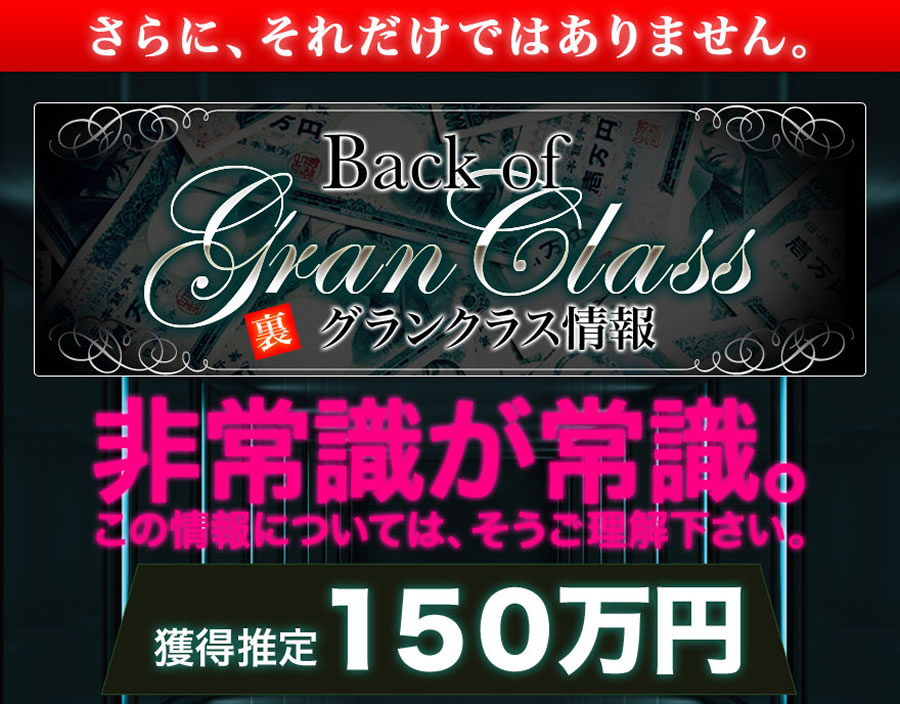 さらに、それだけではありません。
Back of
Gran Class
裏 グランクラス情報
非常識が常識。
この情報については、そうご理解下さい。
獲得推定 150万円